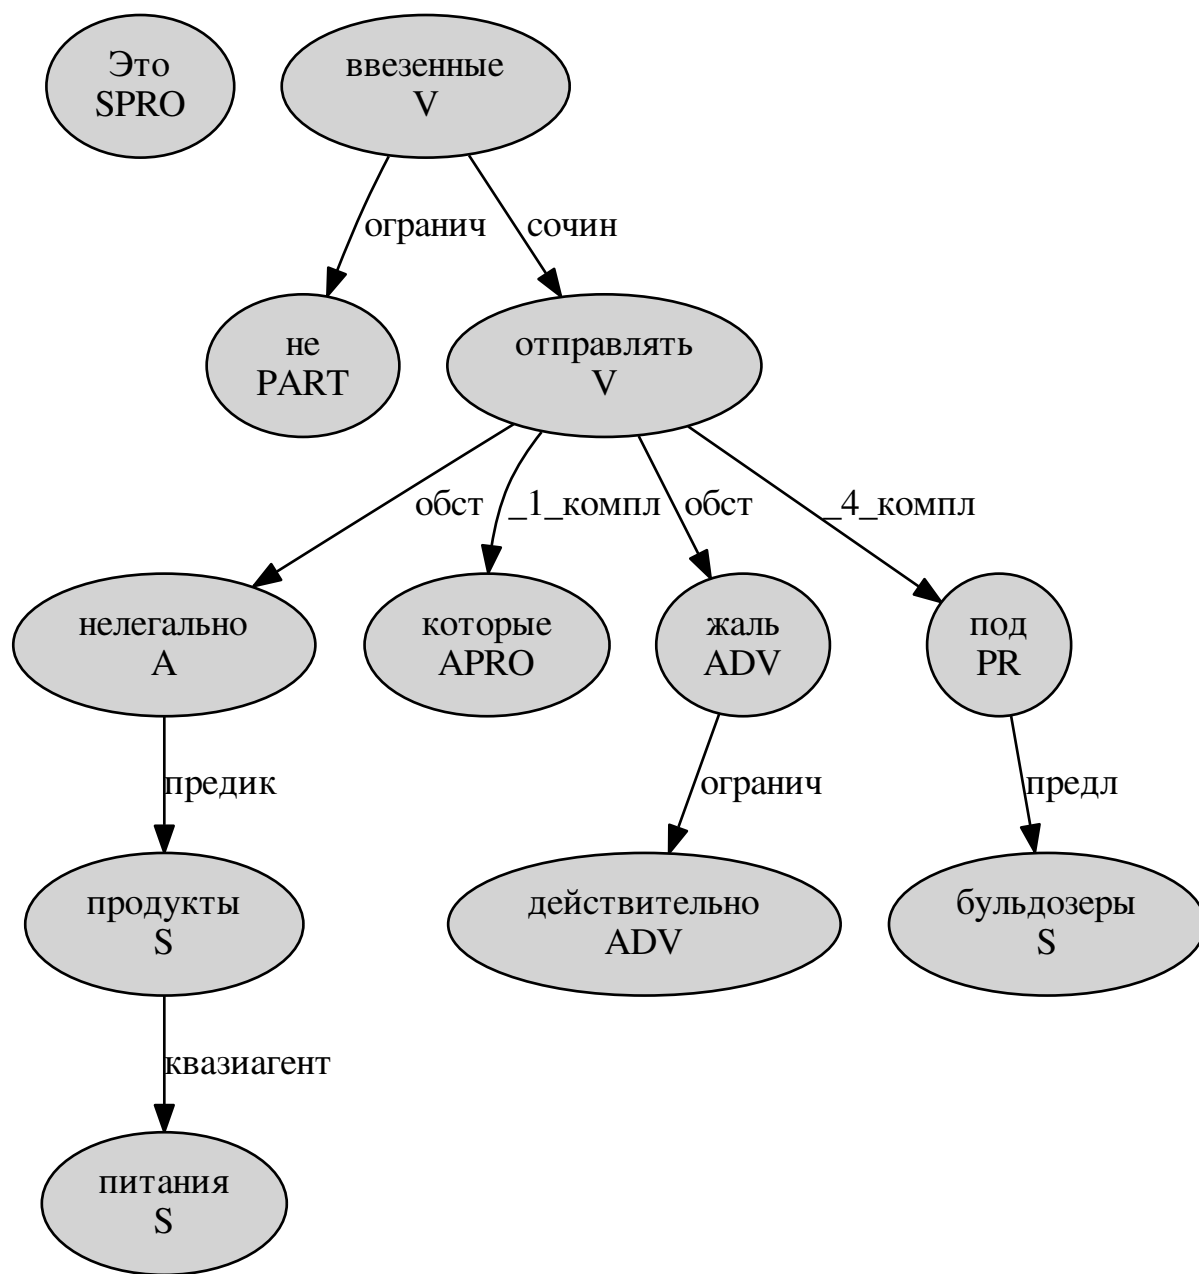 Это
SPRO
ввезенные
V
огранич
сочин
не
PART
отправлять
V
обст
_1_компл
обст
_4_компл
нелегально
A
которые
APRO
жаль
ADV
под
PR
предик
огранич
предл
продукты
S
действительно
ADV
бульдозеры
S
квазиагент
питания
S